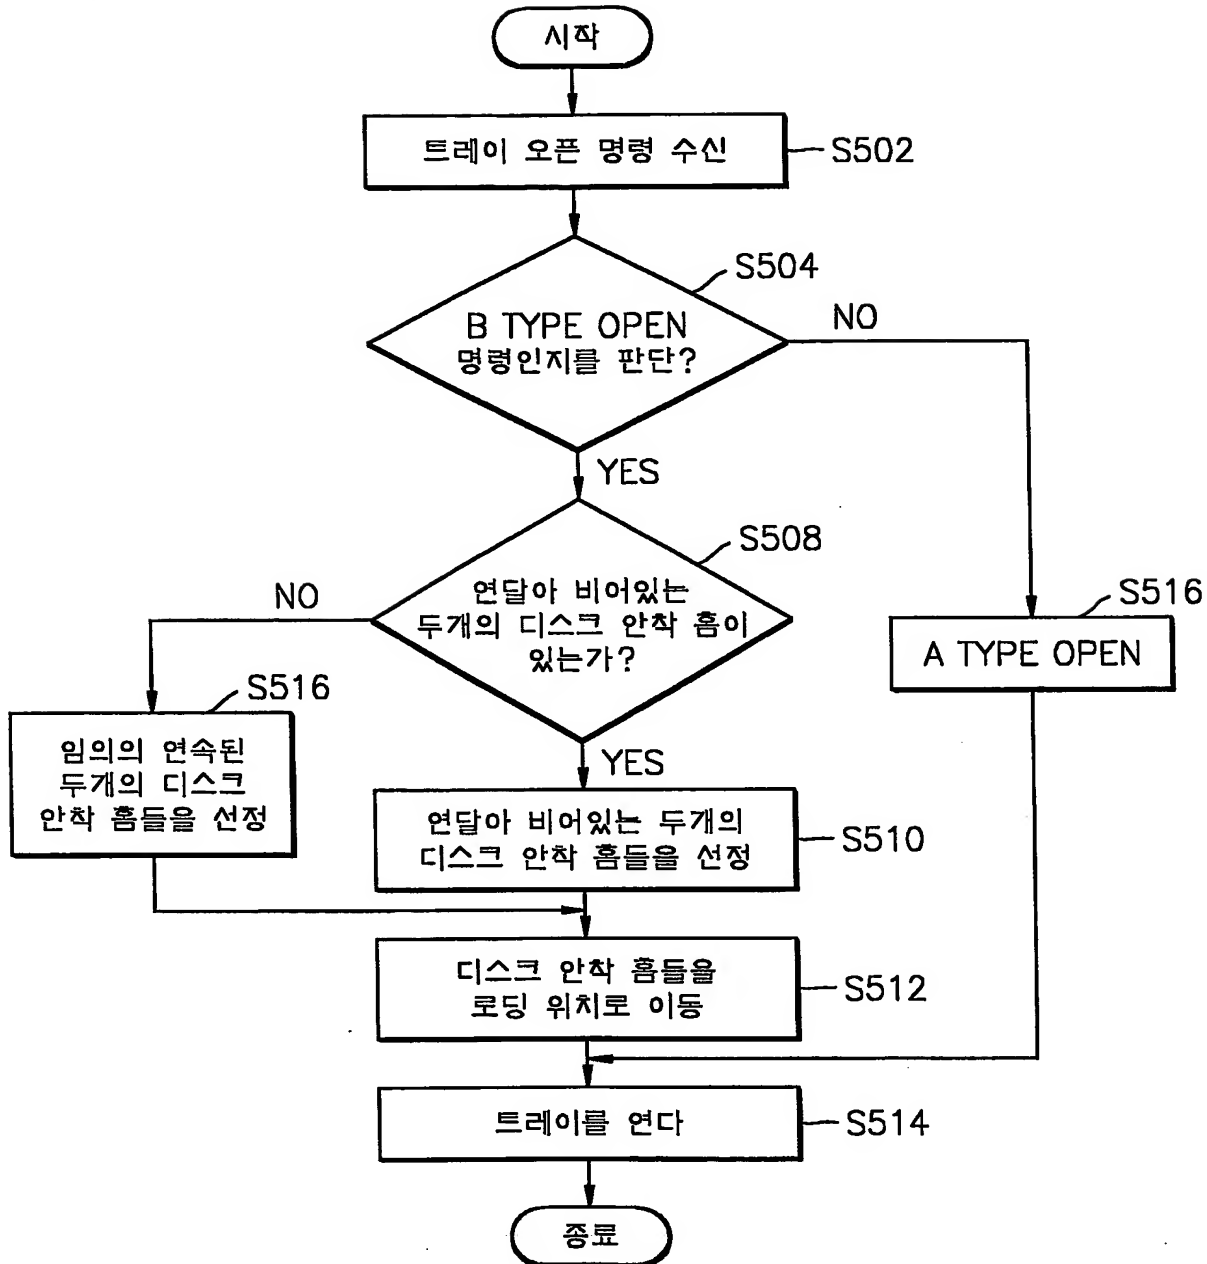 시작
트레이 오픈 명령 수신
S502
S504
B TYPE OPEN
명령인지를 판단?
NO
YES
S508
연달아 비어있는
두개의 디스크 안착 홈이
있는가?
NO
S516
A TYPE OPEN
S516
임의의 연속된
두개의 디스크
안착 홈들을 선정
YES
연달아 비어있는 두개의
디스크 안착 홈들을 선정
S510
디스크 안착 홈들을
로딩 위치로 이동
S512
트레이를 연다
S514
종료